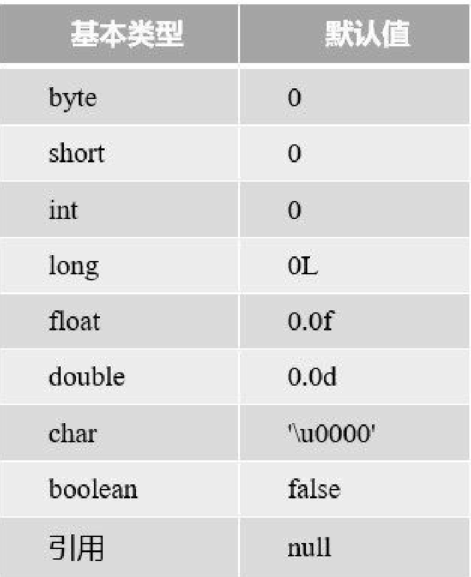 基本类型 默认值
byte 0
short 0
int 0
long 0L
float 0.0f
double 0.0d
char '\u0000'
boolean false
引用 null